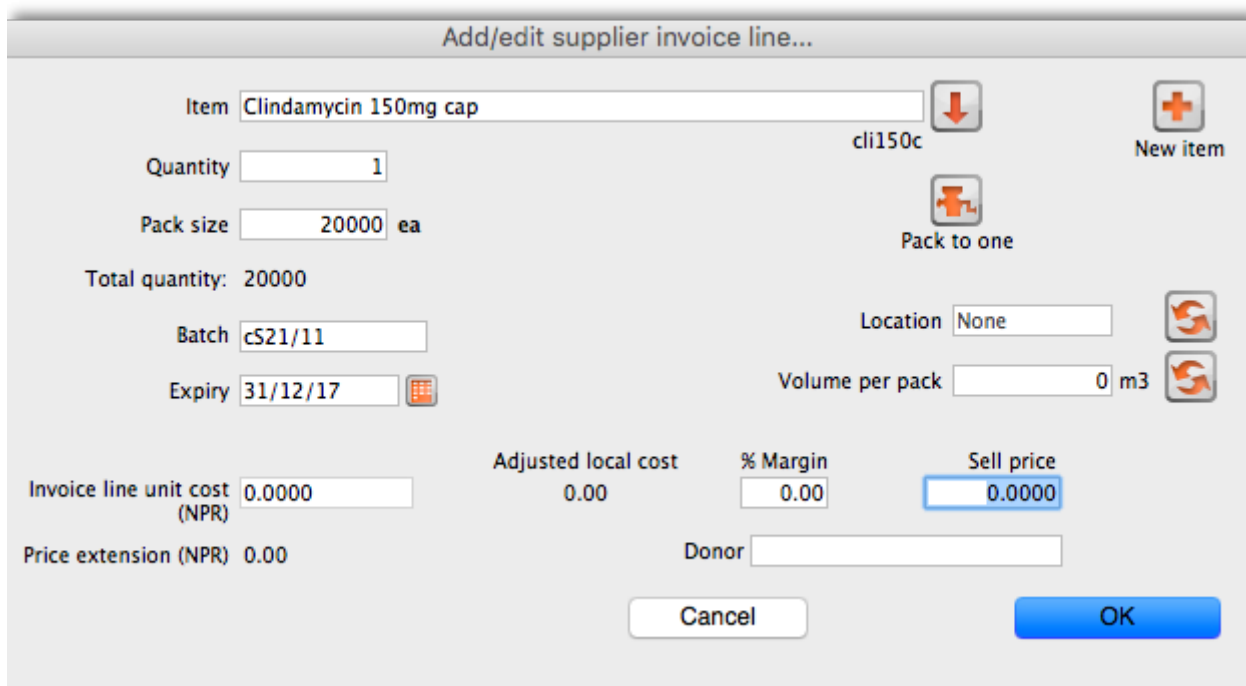 Add/edit supplier invoice line...
Item Clindamycin 150mg cap
cli150c
New item
Quantity 1
Pack size 20000 ea
Pack to one
Total quantity: 20000
Batch cS21/11
Location None
Expiry 31/12/17
Volume per pack 0 m3
Adjusted local cost % Margin Sell price
Invoice line unit cost 0.0000 0.00 0.00 0.0000
(NPR)
Price extension (NPR) 0.00
Donor
Cancel OK